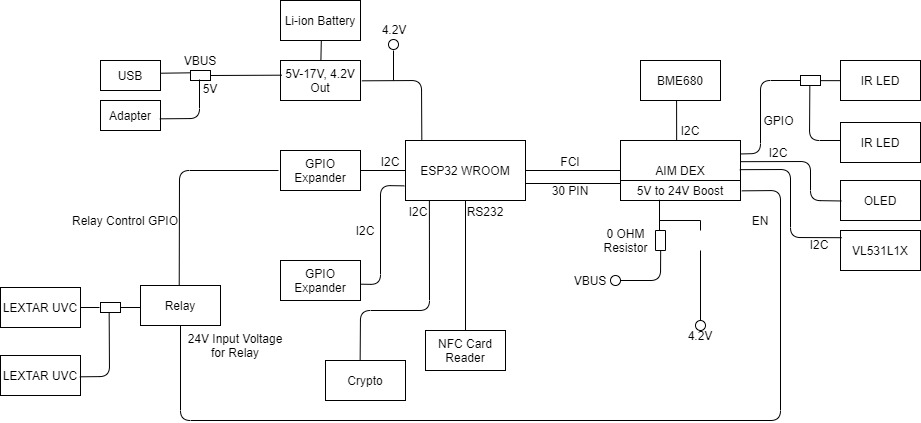 Li-ion Battery
4.2V
VBUS
USB
5V-17V, 4.2V
Out
5V
Adapter
BME680
IR LED
GPIO
I2C
IR LED
GPIO
Expander
I2C
ESP32 WROOM
FCI
30 PIN
AIM DEX
5V to 24V Boost
I2C
OLED
Relay Control GPIO
I2C
I2C
RS232
EN
0 OHM
Resistor
I2C
VL531L1X
GPIO
Expander
VBUS
LEXTAR UVC
Relay
24V Input Voltage
for Relay
4.2V
NFC Card
Reader
LEXTAR UVC
Crypto